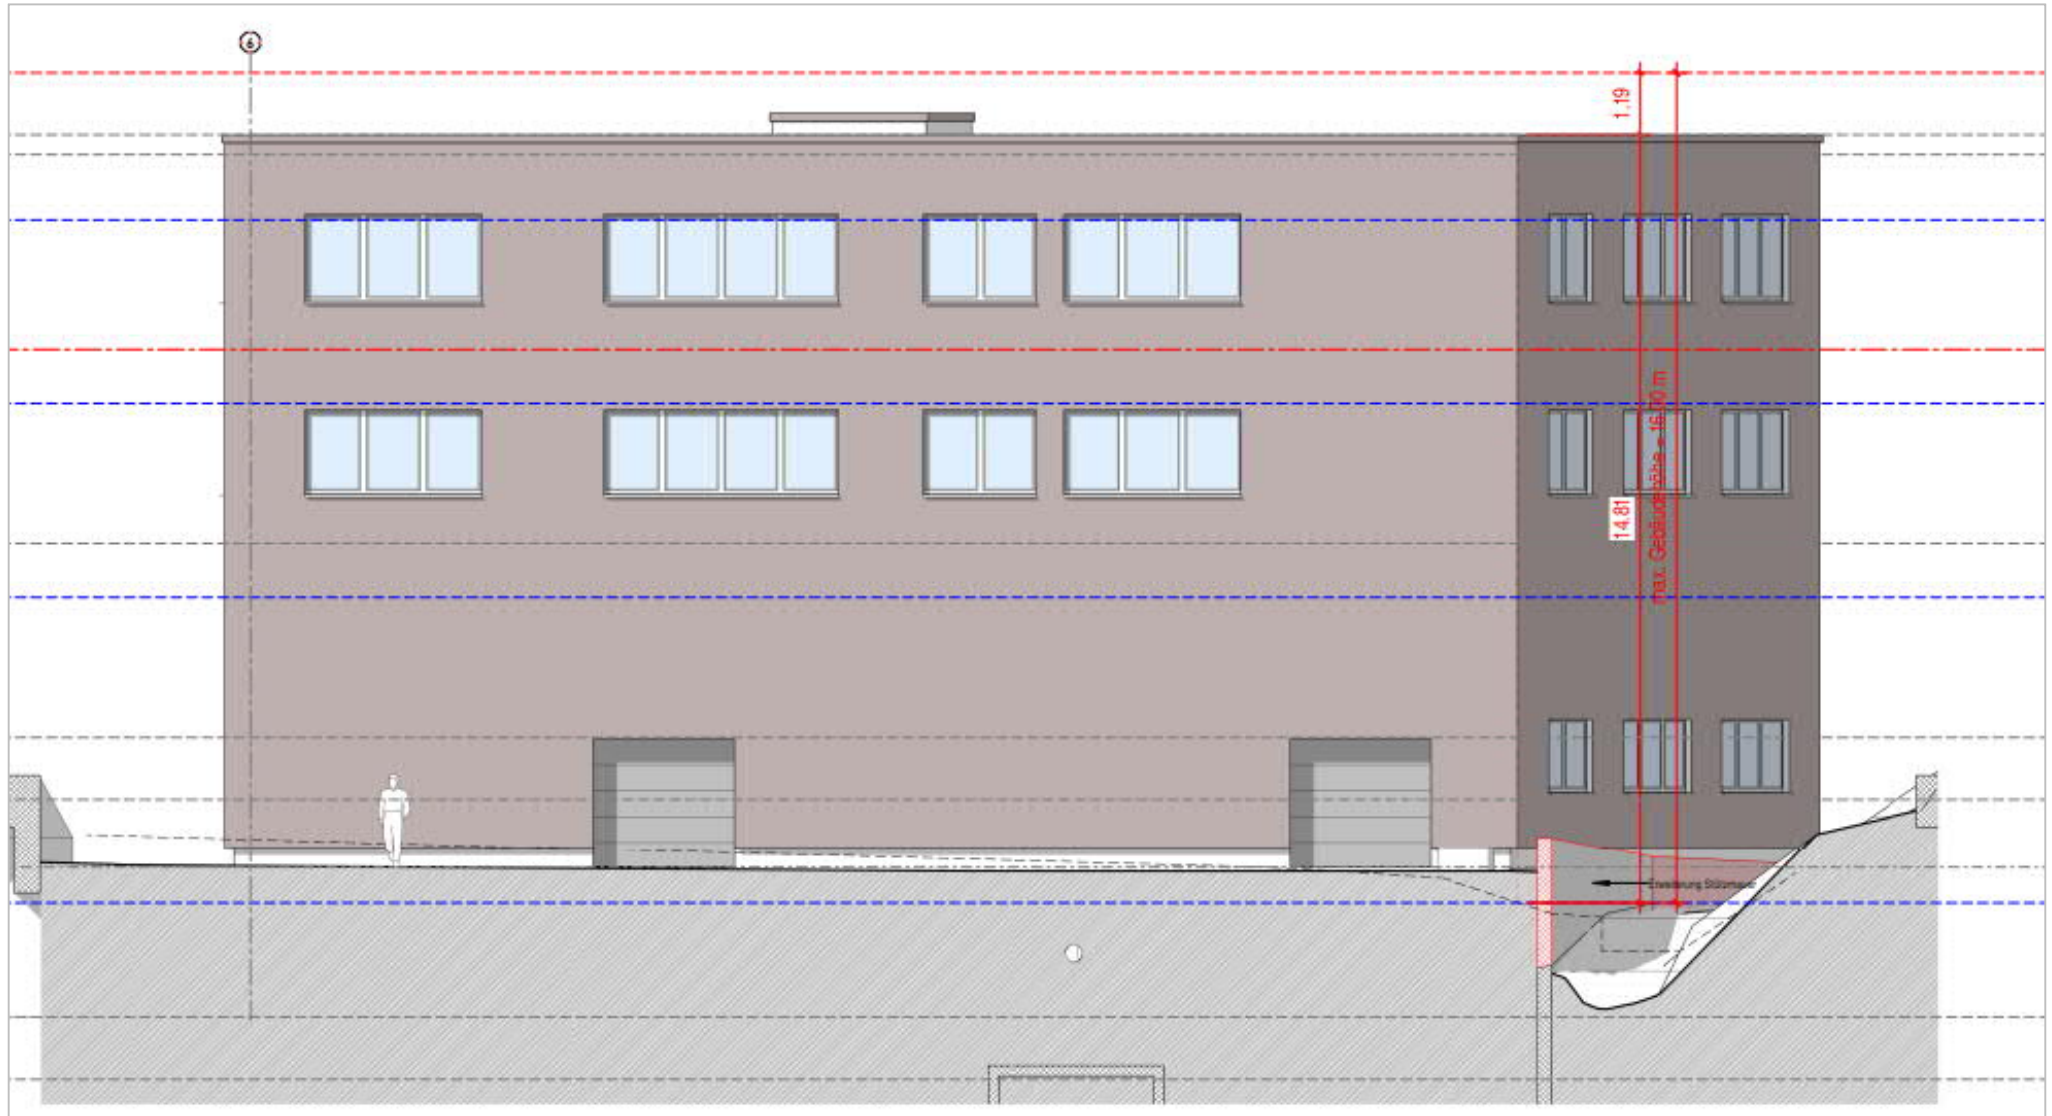 6
1.19
max. Gebäudehöhe = 16.00 m
14.81
Erweiterung Stützmauer